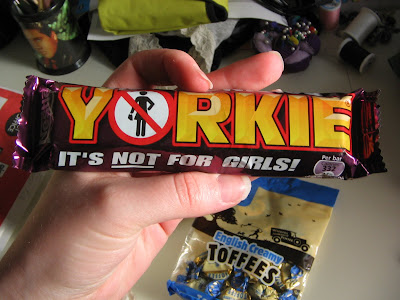 YORKIE
IT'S NOT FOR GIRLS!
Per bar
English Creamy
TOFFEES